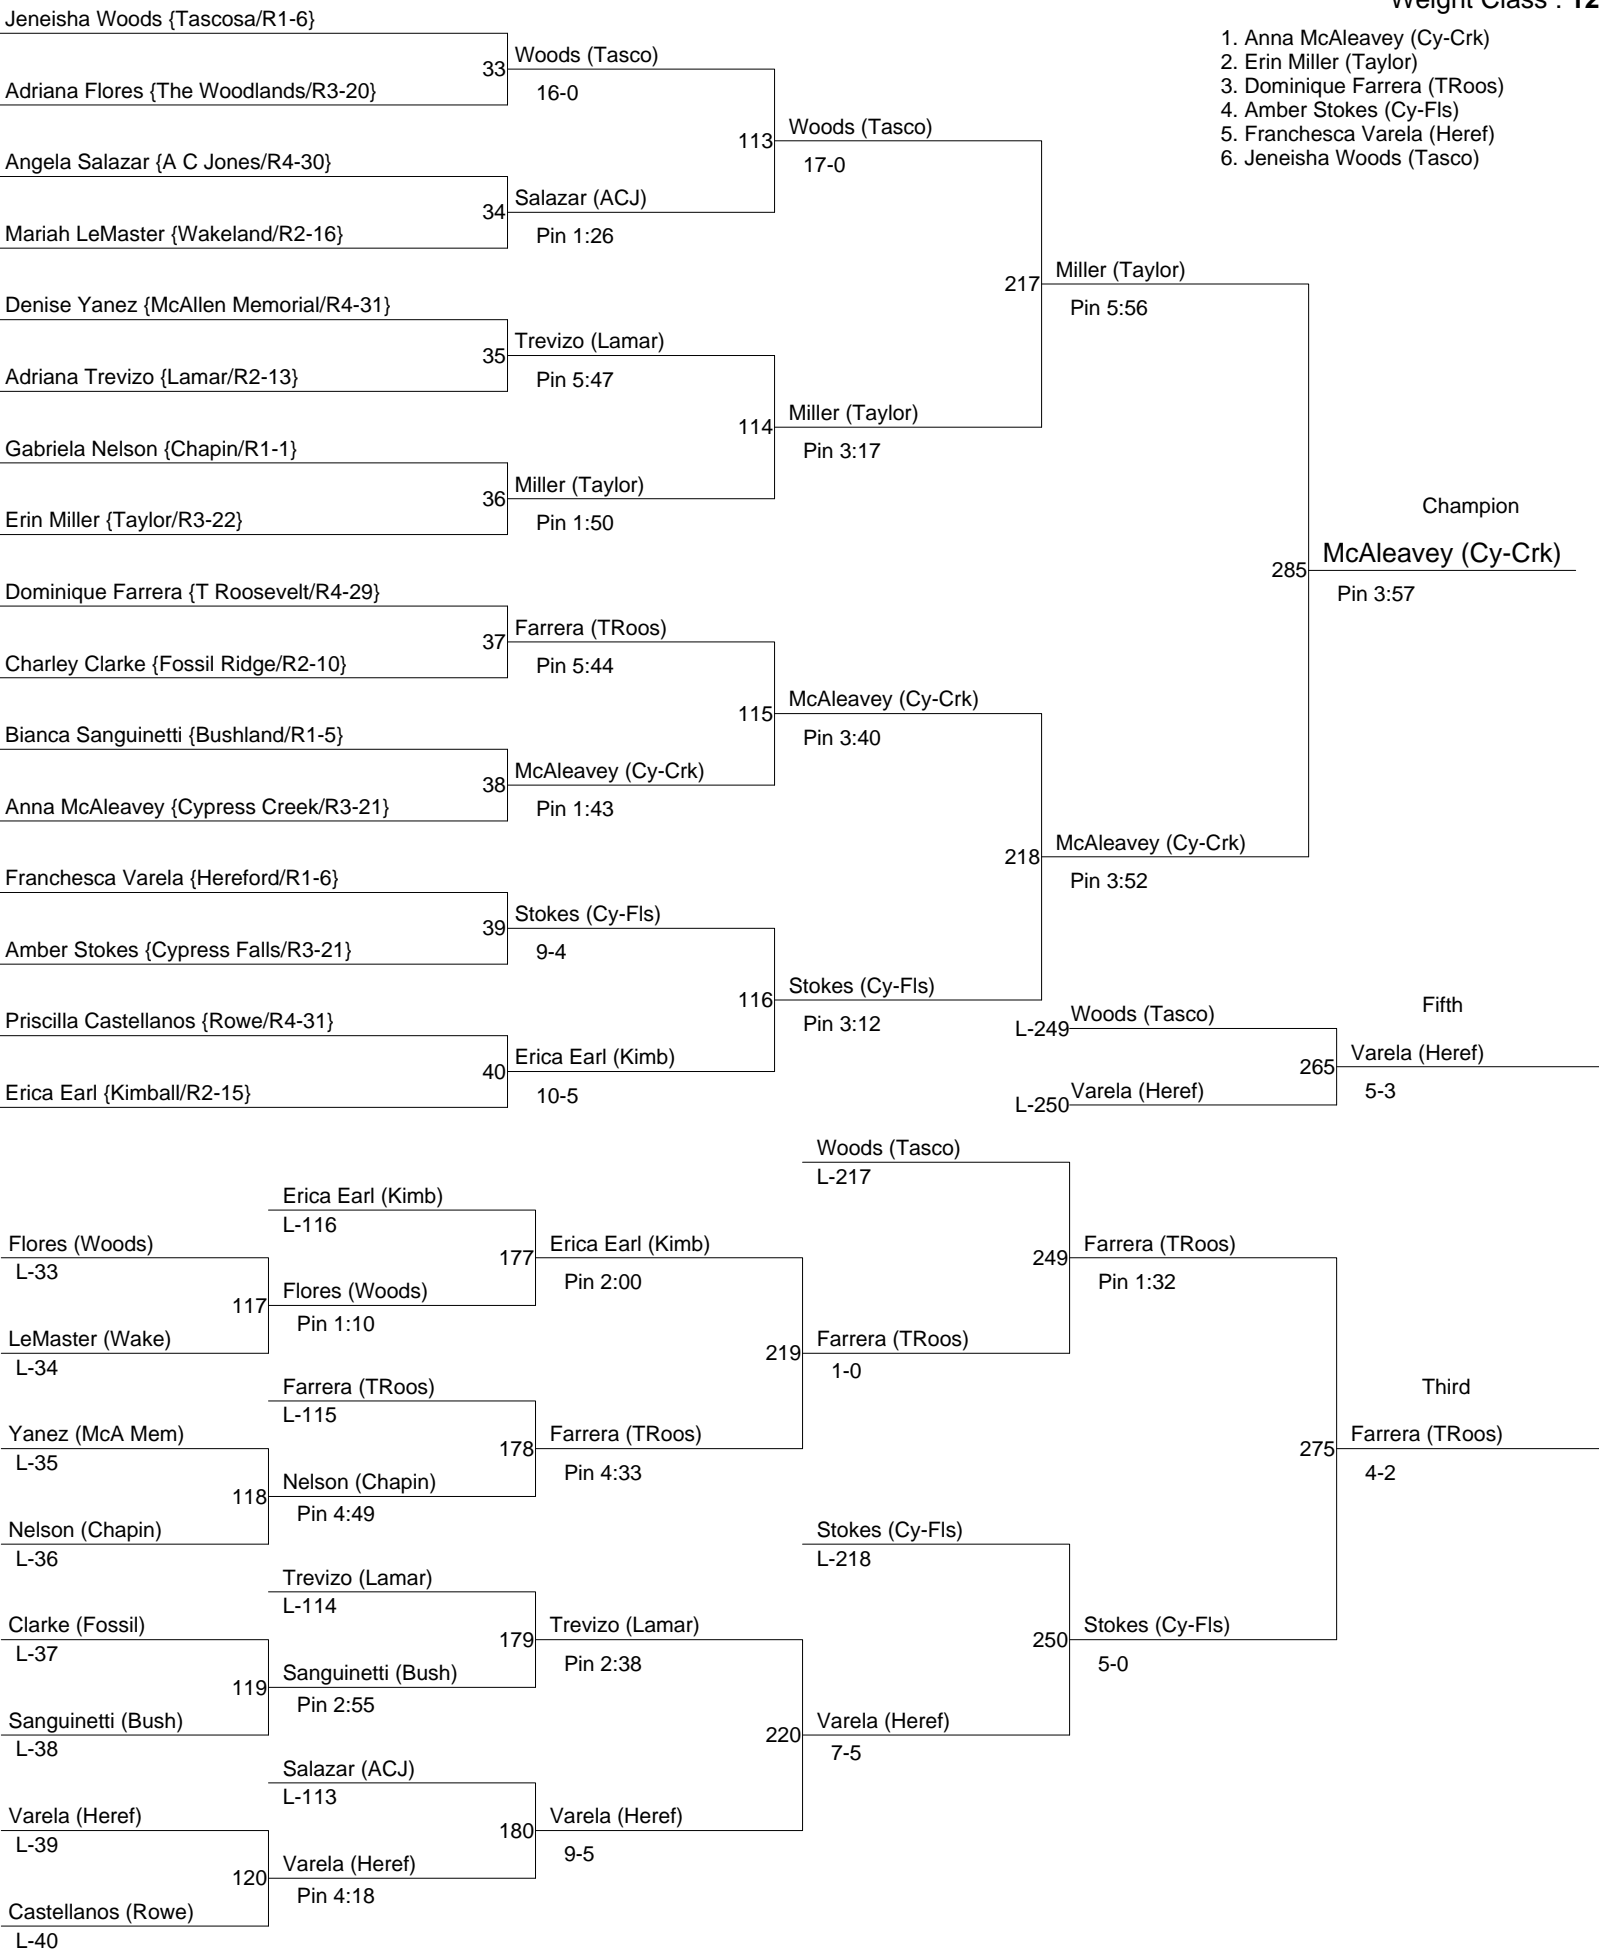 Weight Class : 12
1. Anna McAleavey (Cy-Crk)
2. Erin Miller (Taylor)
3. Dominique Farrera (TRoos)
4. Amber Stokes (Cy-Fls)
5. Franchesca Varela (Heref)
6. Jeneisha Woods (Tasco)
Jeneisha Woods {Tascosa/R1-6}
33
Adriana Flores {The Woodlands/R3-20}
Angela Salazar {A C Jones/R4-30}
34
Mariah LeMaster {Wakeland/R2-16}
Denise Yanez {McAllen Memorial/R4-31}
35
Adriana Trevizo {Lamar/R2-13}
Gabriela Nelson {Chapin/R1-1}
36
Erin Miller {Taylor/R3-22}
Dominique Farrera {T Roosevelt/R4-29}
37
Charley Clarke {Fossil Ridge/R2-10}
Bianca Sanguinetti {Bushland/R1-5}
38
Anna McAleavey {Cypress Creek/R3-21}
Franchesca Varela {Hereford/R1-6}
39
Amber Stokes {Cypress Falls/R3-21}
Priscilla Castellanos {Rowe/R4-31}
40
Erica Earl {Kimball/R2-15}
Woods (Tasco)
16-0
113
Salazar (ACJ)
Pin 1:26
Trevizo (Lamar)
Pin 5:47
114
Miller (Taylor)
Pin 1:50
Farrera (TRoos)
Pin 5:44
115
McAleavey (Cy-Crk)
Pin 1:43
Stokes (Cy-Fls)
9-4
116
Erica Earl (Kimb)
10-5
Woods (Tasco)
17-0
217
Miller (Taylor)
Pin 3:17
McAleavey (Cy-Crk)
Pin 3:40
218
Stokes (Cy-Fls)
Pin 3:12
Miller (Taylor)
Pin 5:56
285
McAleavey (Cy-Crk)
Pin 3:52
Champion
McAleavey (Cy-Crk)
Pin 3:57
L-249
Woods (Tasco)
265
L-250
Varela (Heref)
Fifth
Varela (Heref)
5-3
Flores (Woods)
L-33
117
LeMaster (Wake)
L-34
Yanez (McA Mem)
L-35
118
Nelson (Chapin)
L-36
Clarke (Fossil)
L-37
119
Sanguinetti (Bush)
L-38
Varela (Heref)
L-39
120
Castellanos (Rowe)
L-40
Erica Earl (Kimb)
L-116
177
Flores (Woods)
Pin 1:10
Farrera (TRoos)
L-115
178
Nelson (Chapin)
Pin 4:49
Trevizo (Lamar)
L-114
179
Sanguinetti (Bush)
Pin 2:55
Salazar (ACJ)
L-113
180
Varela (Heref)
Pin 4:18
Erica Earl (Kimb)
Pin 2:00
219
Farrera (TRoos)
Pin 4:33
Trevizo (Lamar)
Pin 2:38
220
Varela (Heref)
9-5
Woods (Tasco)
L-217
249
Farrera (TRoos)
1-0
Stokes (Cy-Fls)
L-218
250
Varela (Heref)
7-5
Farrera (TRoos)
Pin 1:32
275
Stokes (Cy-Fls)
5-0
Third
Farrera (TRoos)
4-2